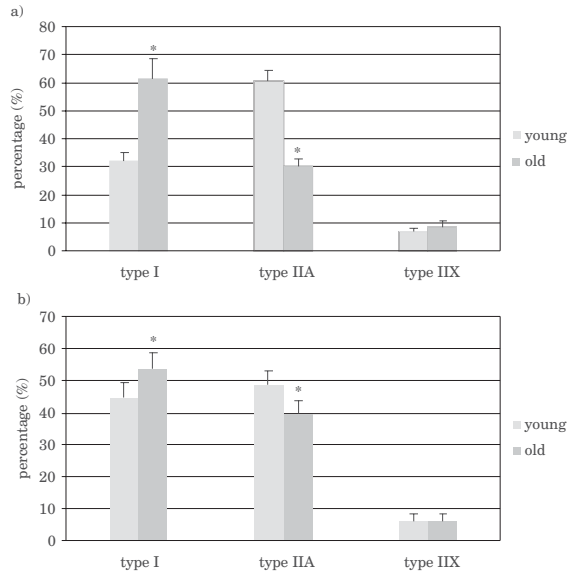 a)
percentage (%)
80
70
60
50
40
30
20
10
0
*
*
type I
type IIA
type IIX
young
old
b)
percentage (%)
70
60
50
40
30
20
10
0
*
*
type I
type IIA
type IIX
young
old